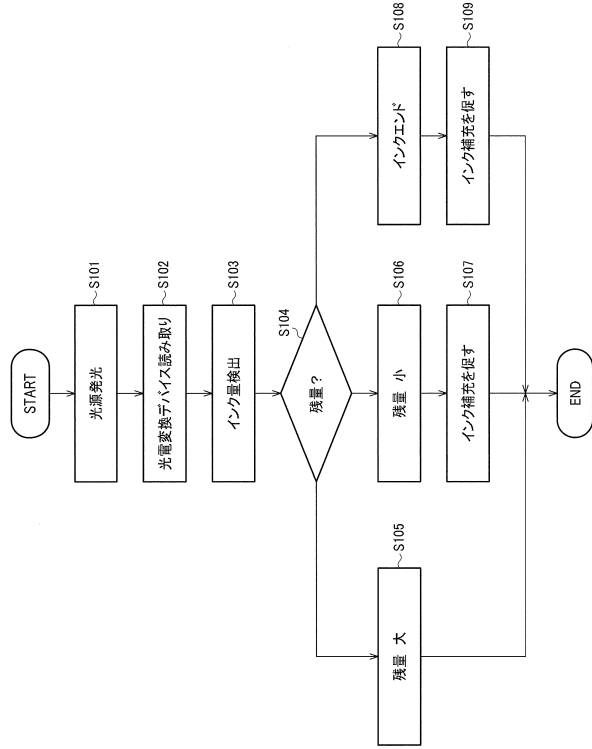 START
光源発光
S101
光電変換デバイス読み取り
S102
インク量検出
S103
残量?
S104
残量 大
S105
残量 小
S106
インク補充を促す
S107
インクエンド
S108
インク補充を促す
S109
END